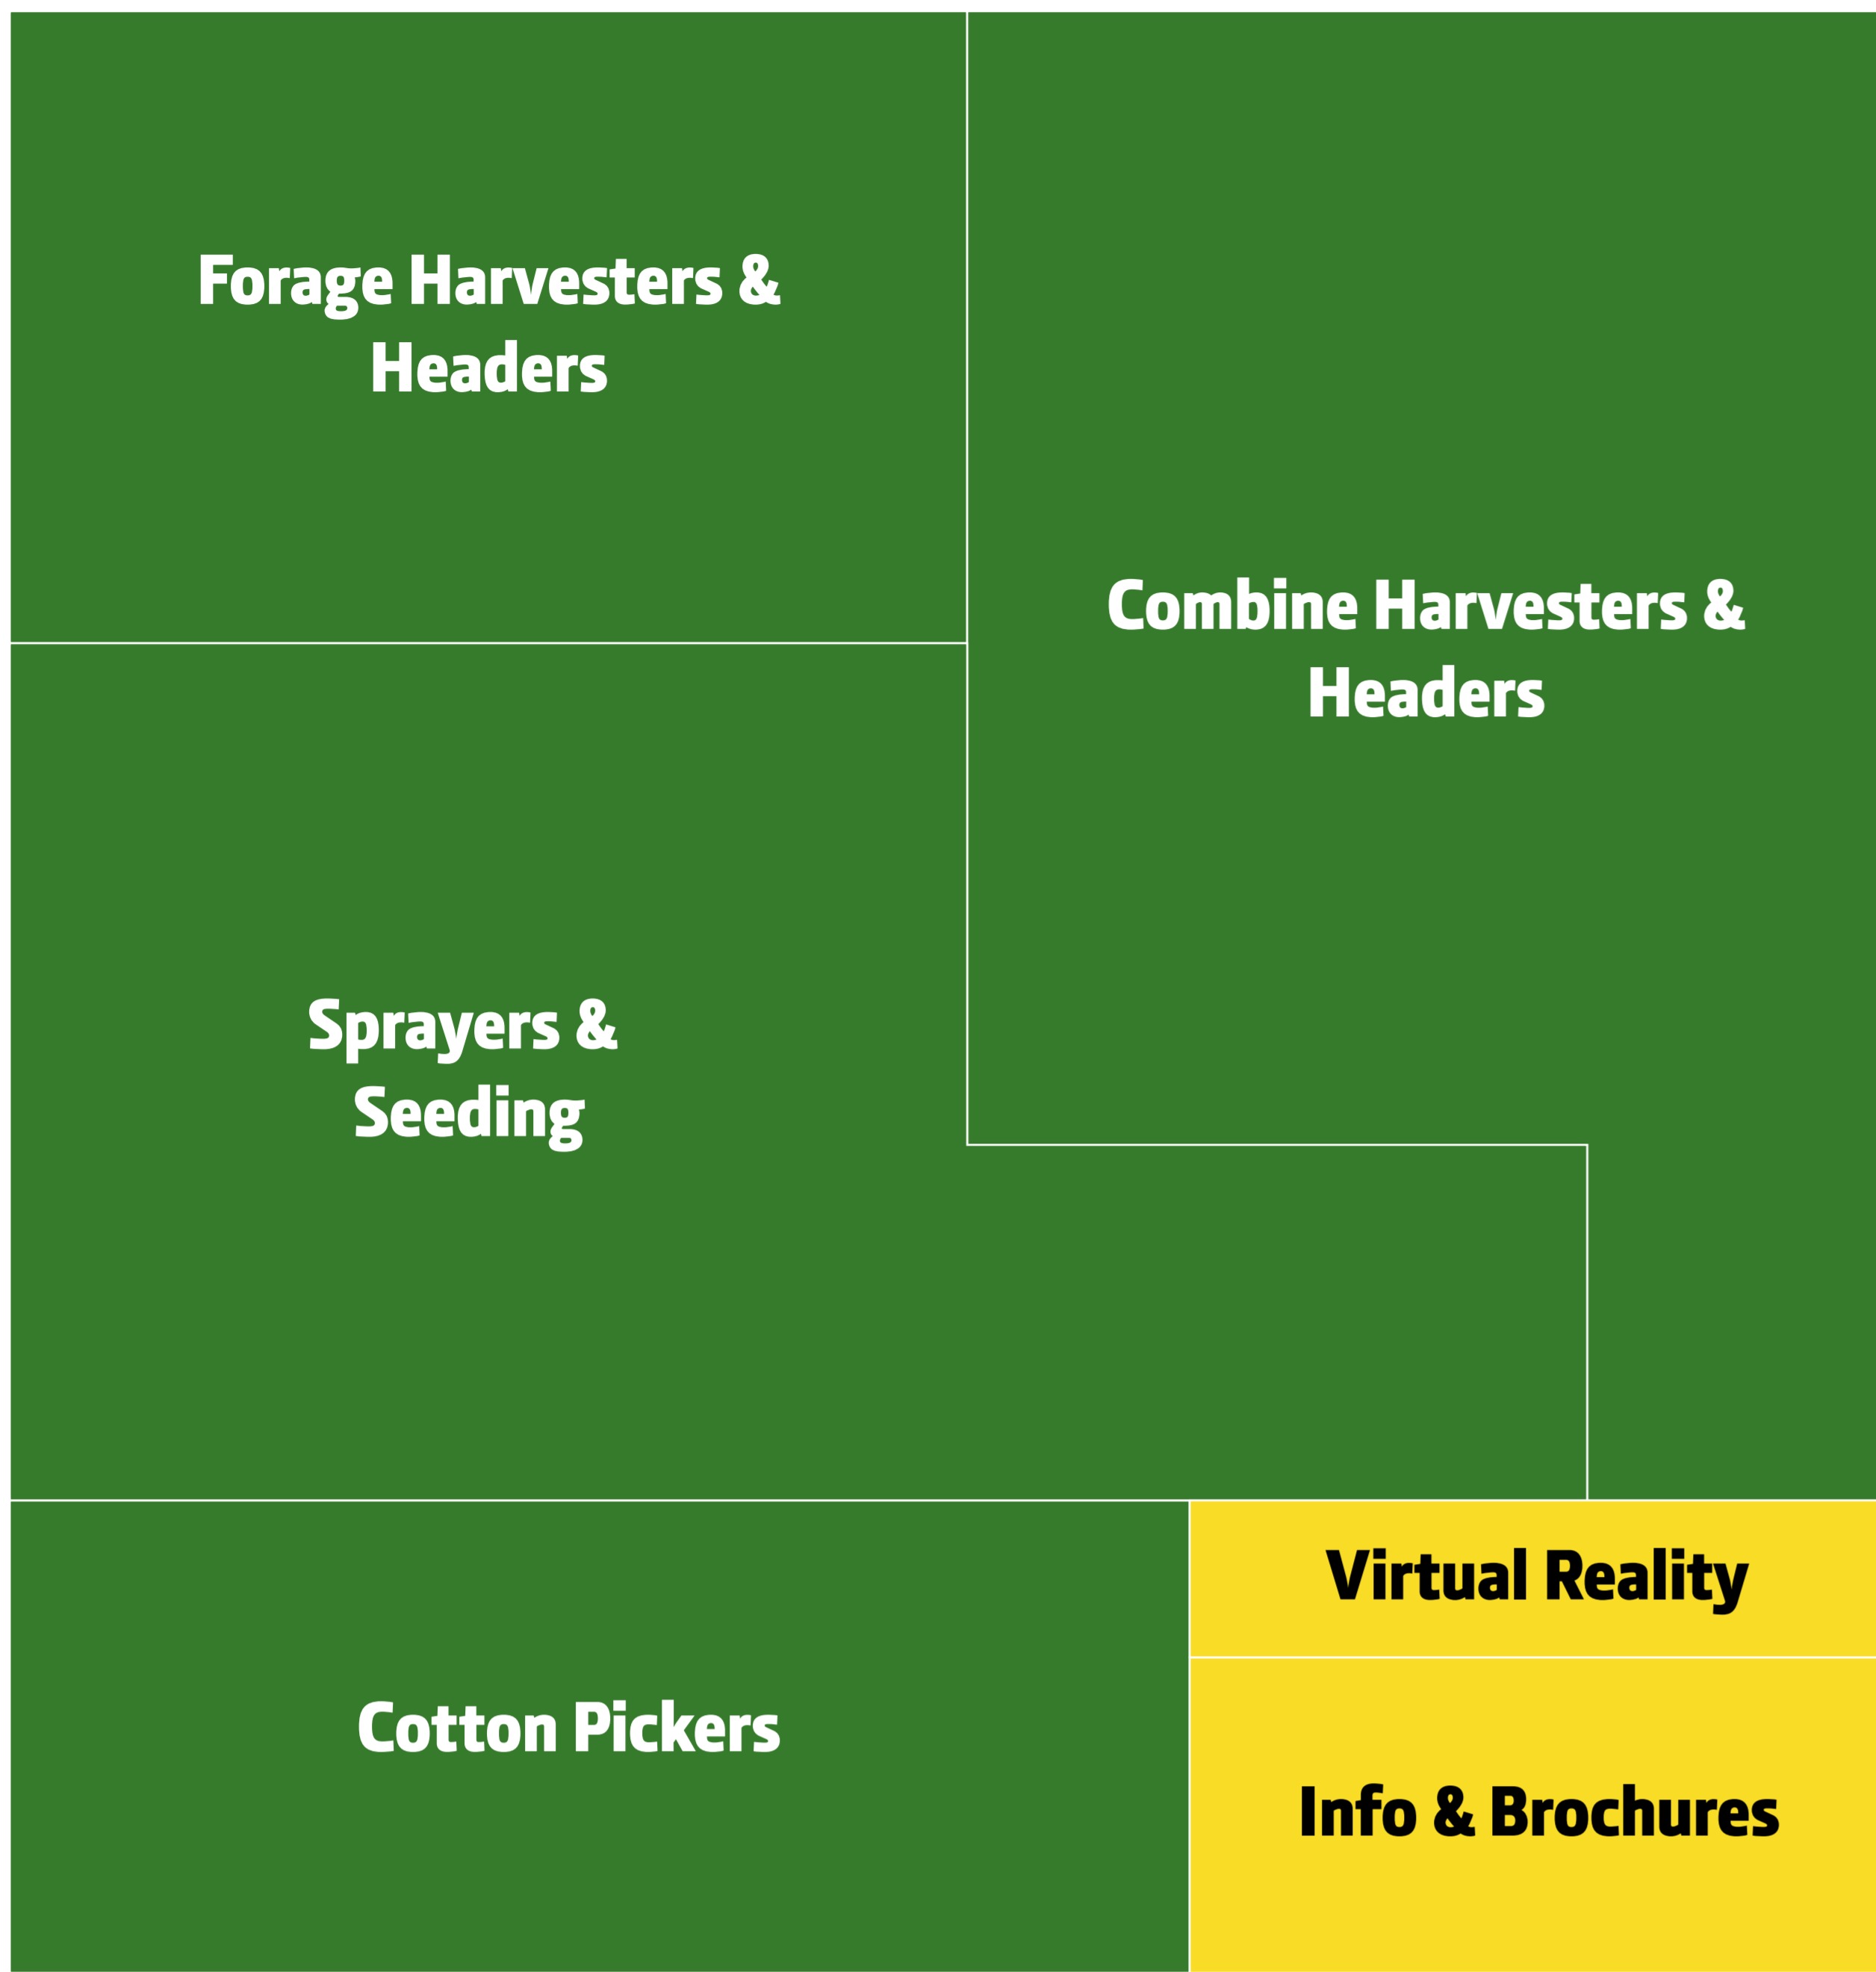 Forage Harvesters &
Headers
Combine Harvesters &
Headers
Sprayers &
Seeding
Virtual Reality
Cotton Pickers
Info & Brochures